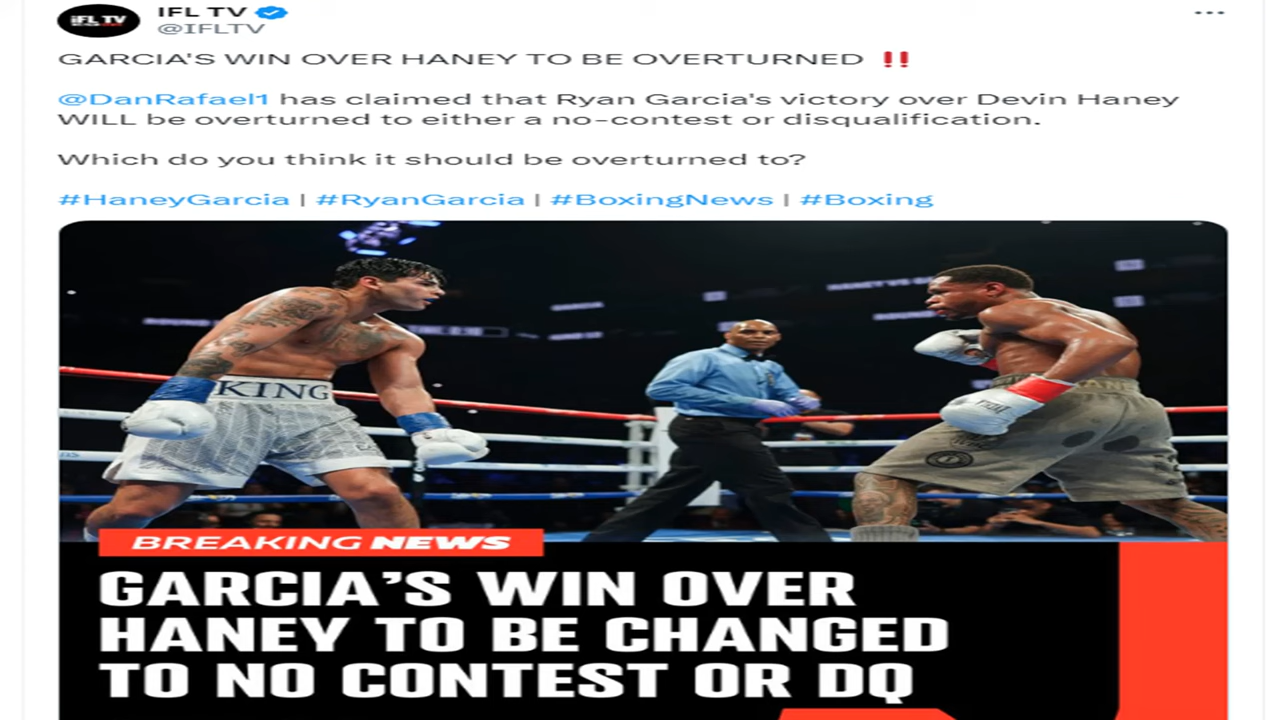 IFL TV
IFL TV
@IFLTV
GARCIA'S WIN OVER HANEY TO BE OVERTURNED ‼️
@DanRafael1 has claimed that Ryan Garcia's victory over Devin Haney
WILL be overturned to either a no-contest or disqualification.
Which do you think it should be overturned to?
#HaneyGarcia | #RyanGarcia | #BoxingNews | #Boxing
KING
BREAKING NEWS
GARCIA'S WIN OVER
HANEY TO BE CHANGED
TO NO CONTEST OR DQ